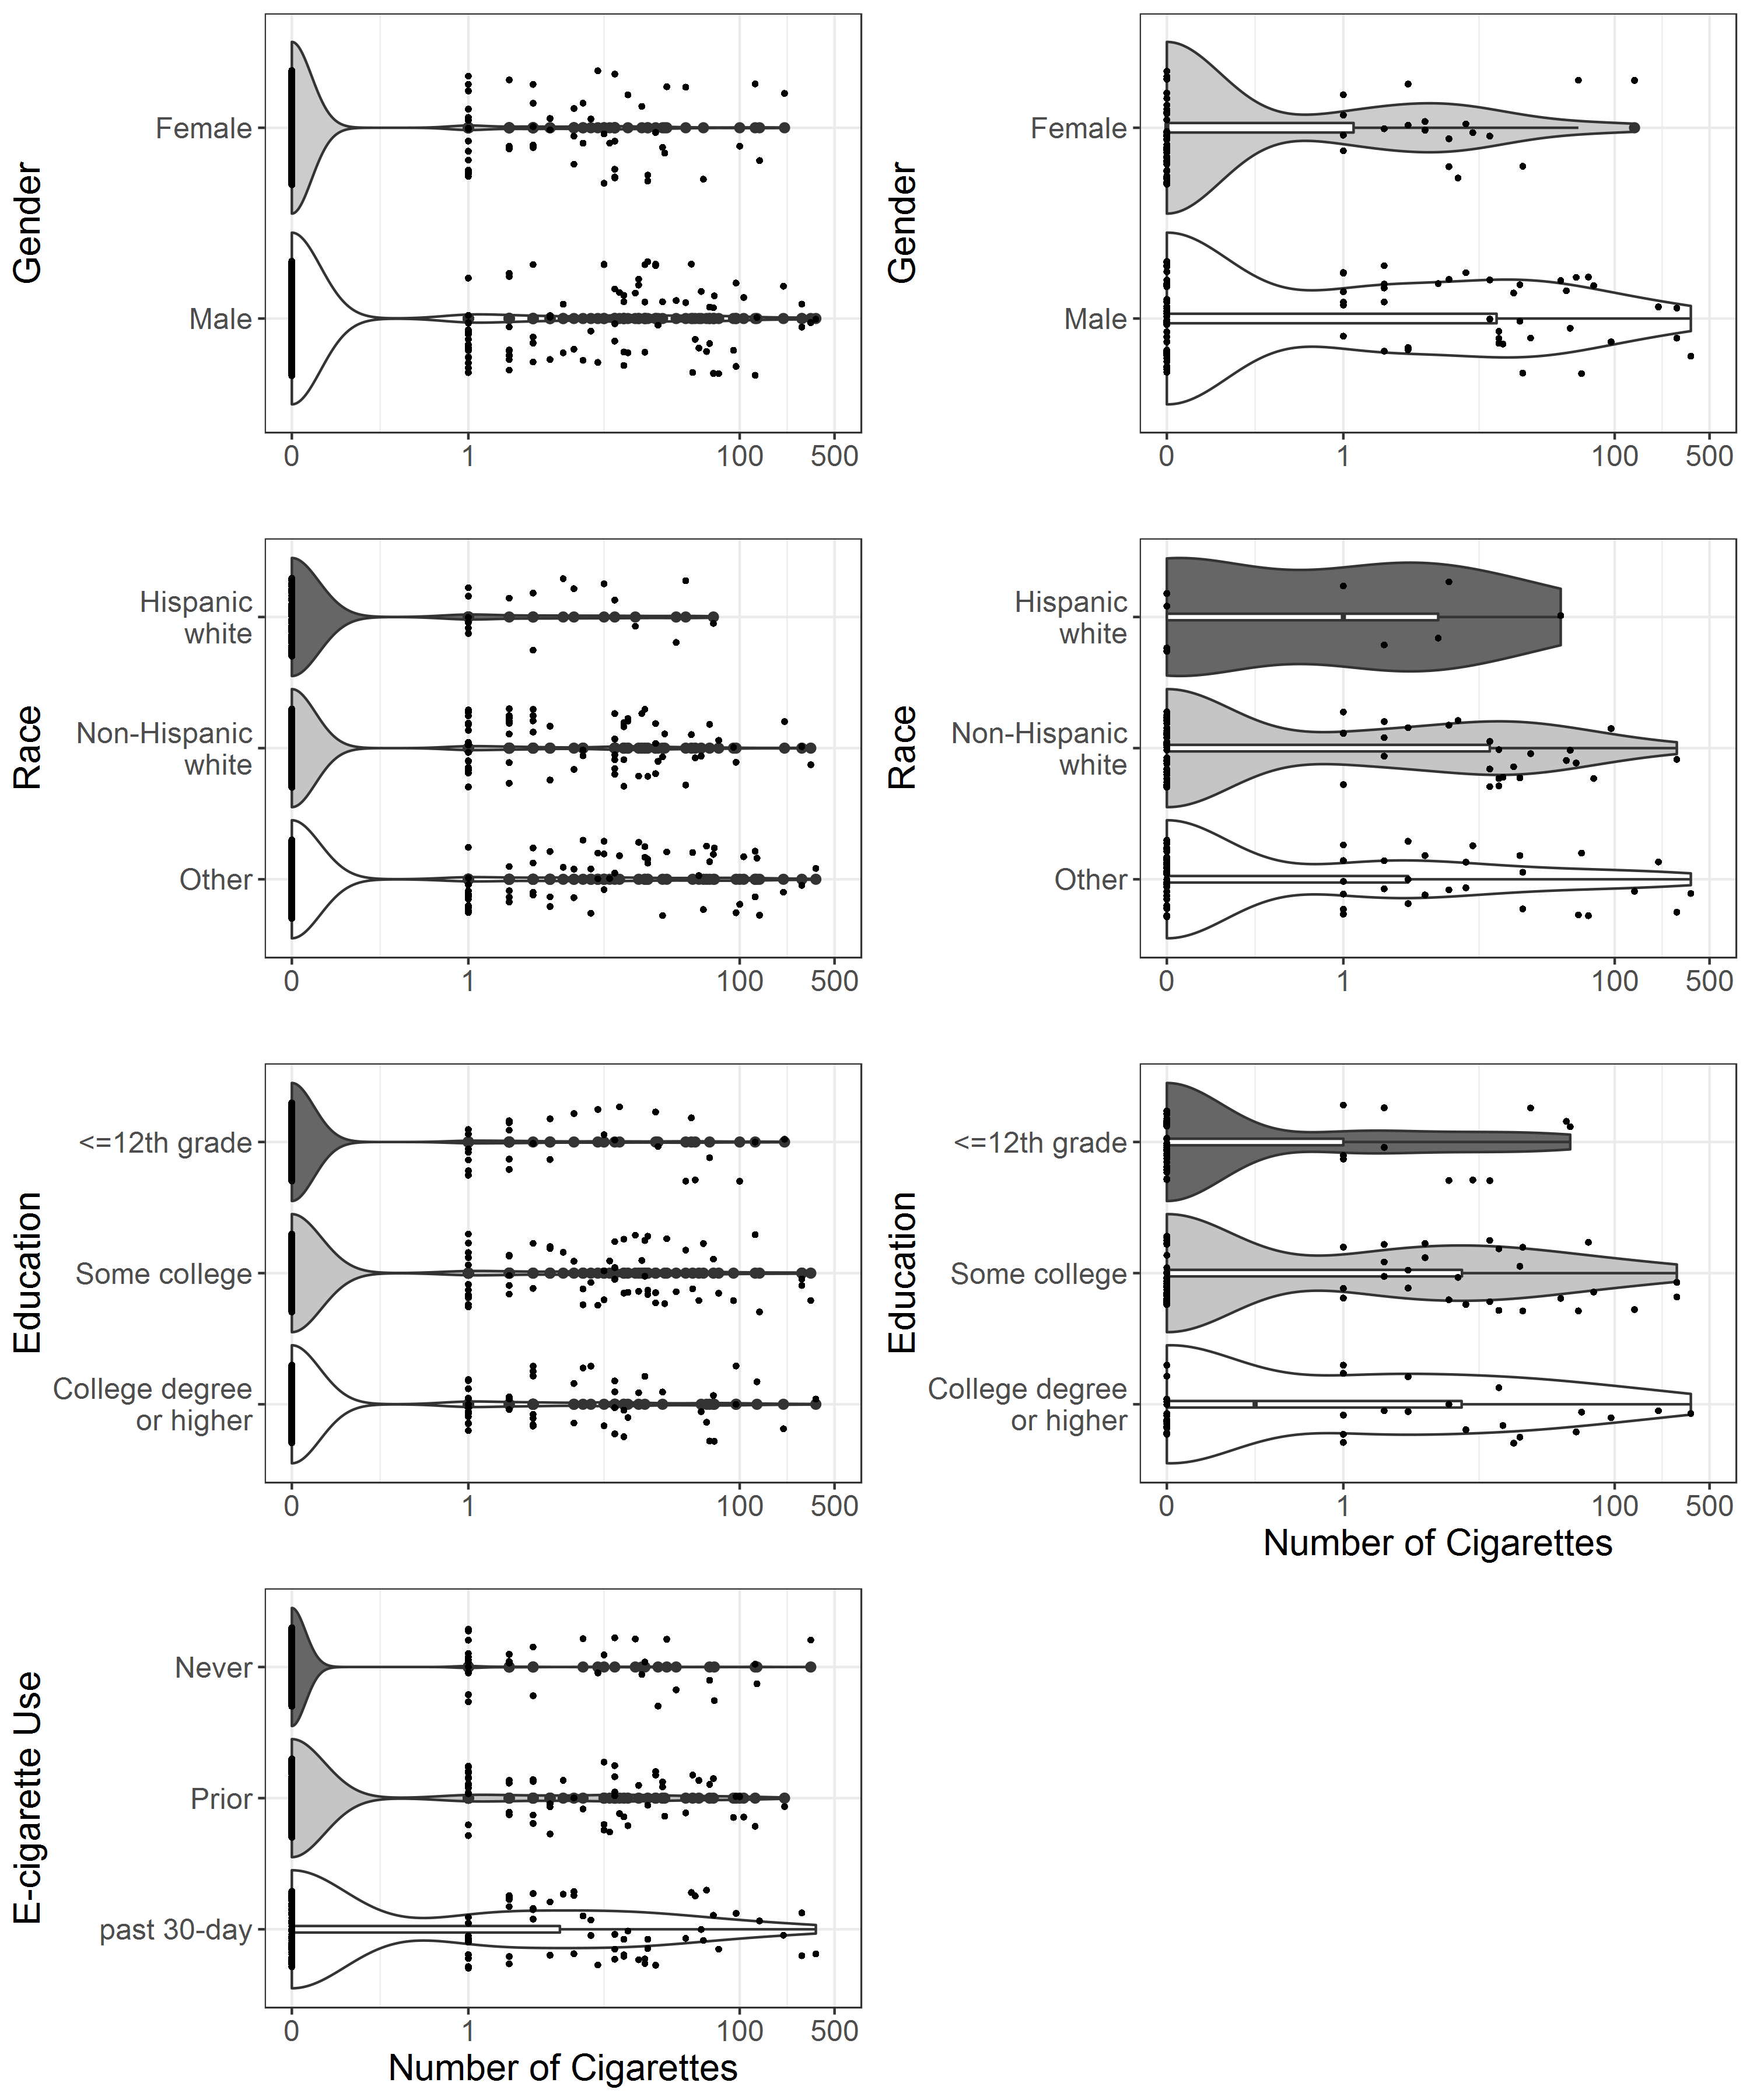 Gender
Female
Male
0 1 100 500
Gender
Female
Male
0 1 100 500
Race
Hispanic
white
Non-Hispanic
white
Other
0 1 100 500
Race
Hispanic
white
Non-Hispanic
white
Other
0 1 100 500
Education
<=12th grade
Some college
College degree
or higher
0 1 100 500
Education
<=12th grade
Some college
College degree
or higher
0 1 100 500
Number of Cigarettes
E-cigarette Use
Never
Prior
past 30-day
0 1 100 500
Number of Cigarettes